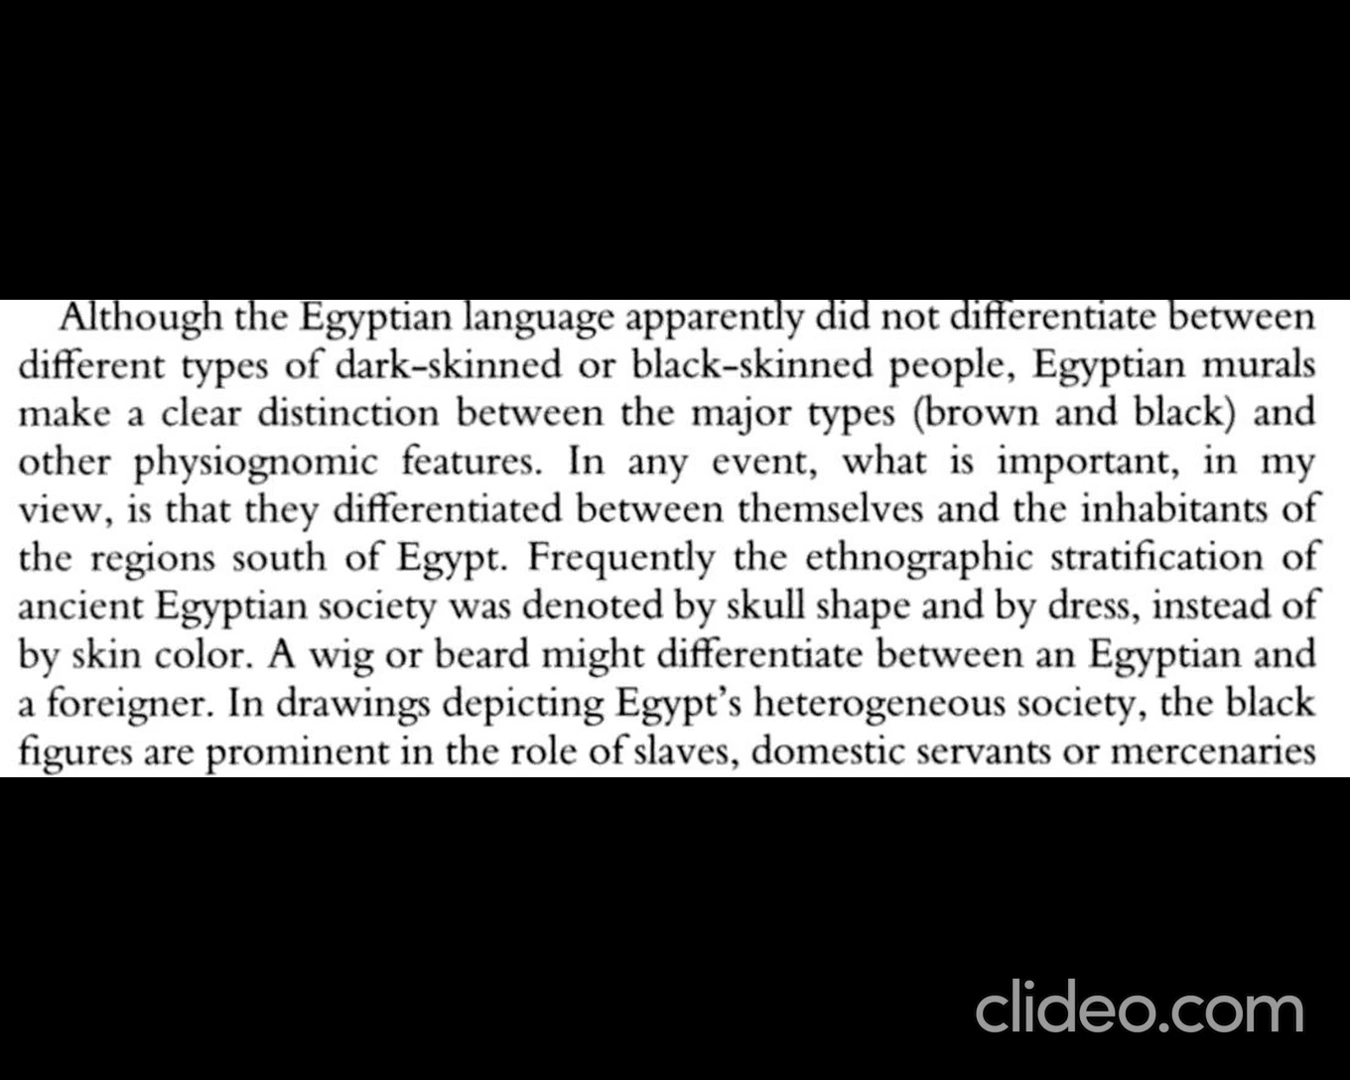 Although the Egyptian language apparently did not differentiate between
different types of dark-skinned or black-skinned people, Egyptian murals
make a clear distinction between the major types (brown and black) and
other physiognomic features. In any event, what is important, in my
view, is that they differentiated between themselves and the inhabitants of
the regions south of Egypt. Frequently the ethnographic stratification of
ancient Egyptian society was denoted by skull shape and by dress, instead of
by skin color. A wig or beard might differentiate between an Egyptian and
a foreigner. In drawings depicting Egypt's heterogeneous society, the black
figures are prominent in the role of slaves, domestic servants or mercenaries
clideo.com